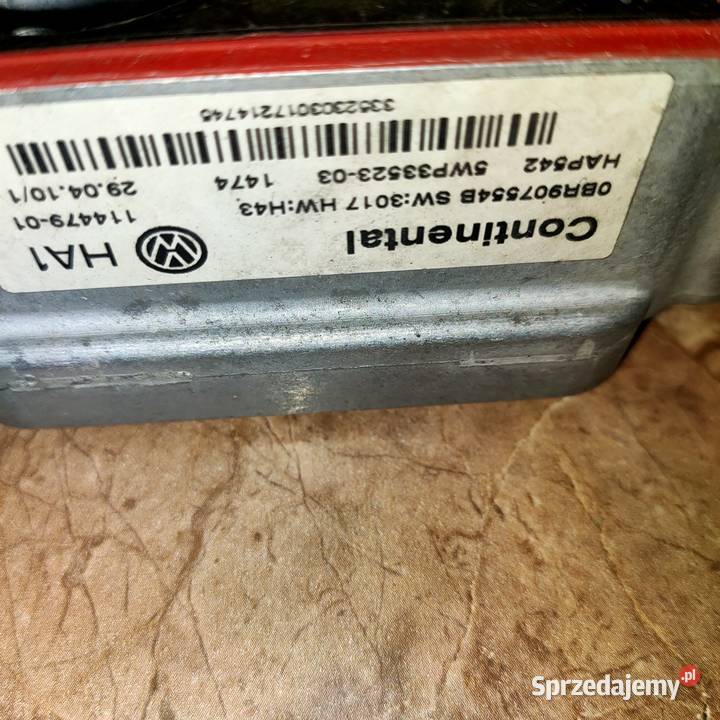 Continental
HA1
0BR907554B SW:3017 HW:H43
114479-01
HAP542 5WP33523-03 1474 29.04.10/1
3352303017214745
Sprzedajemy.pl